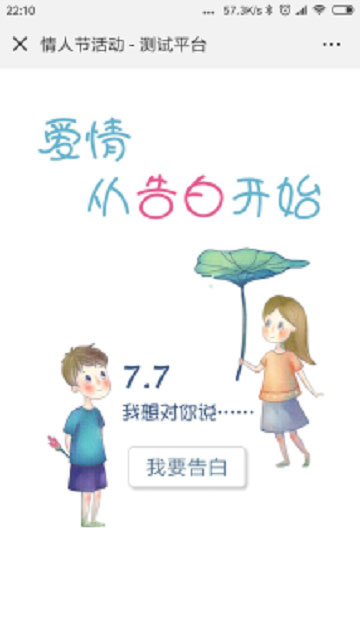 22:10
... 57.3K/s
情人节活动 - 测试平台
爱情
从告白开始
7.7
我想对你说……
我要告白